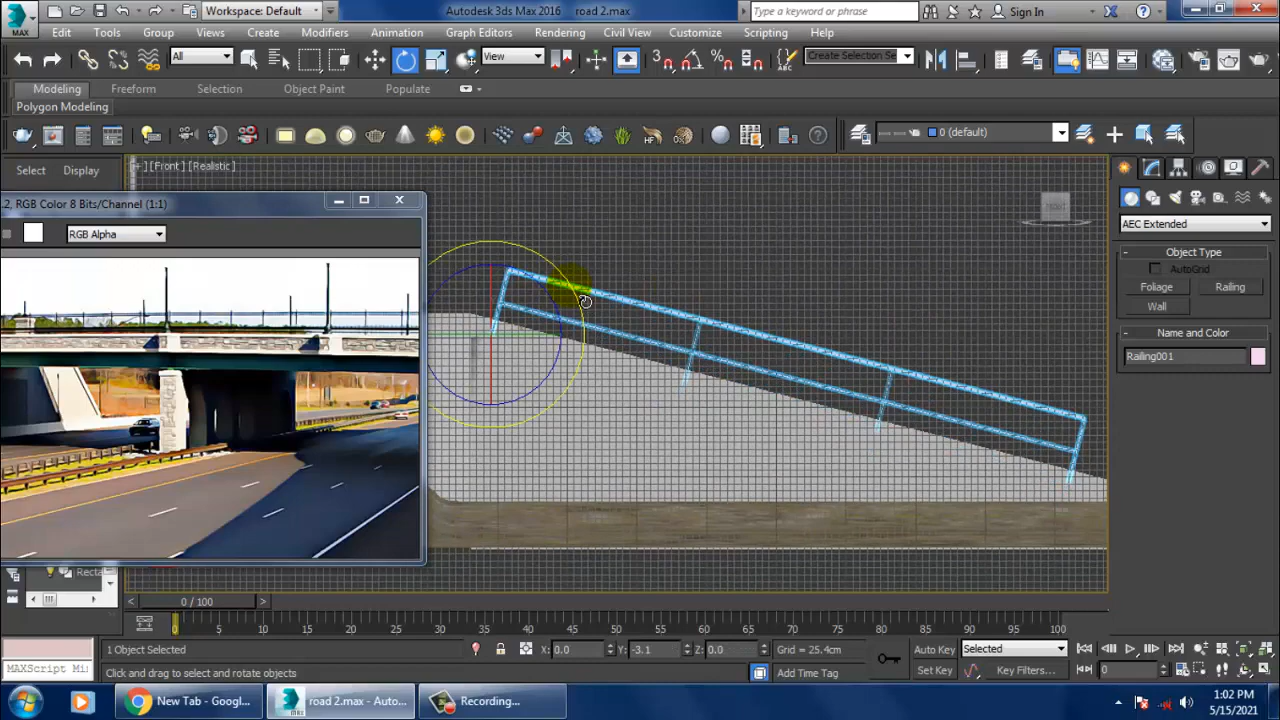 MAX
Workspace: Default
Autodesk 3ds Max 2016 road 2.max
Type a keyword or phrase
Sign In
Edit Tools Group Views Create Modifiers Animation Graph Editors Rendering Civil View Customize Scripting Help
All
View
3
Create Selection Se
Modeling Freeform Selection Object Paint Populate
Polygon Modeling
0 (default)
Select Display
[Front ] [Realistic ]
FRONT
.2, RGB Color 8 Bits/Channel (1:1)
RGB Alpha
AEC Extended
Object Type
AutoGrid
Foliage Railing
Wall
Name and Color
Railing001
Recta
0 / 100
0 5 10 15 20 25 30 35 40 45 50 55 60 65 70 75 80 85 90 95 100
1 Object Selected
X: 0.0 Y: -3.1 Z: 0.0 Grid = 25.4cm
Auto Key Selected
MAXScript Mi
Click and drag to select and rotate objects
Add Time Tag
Set Key Key Filters...
0
New Tab - Googl...
road 2.max - Auto...
Recording...
1:02 PM
5/15/2021